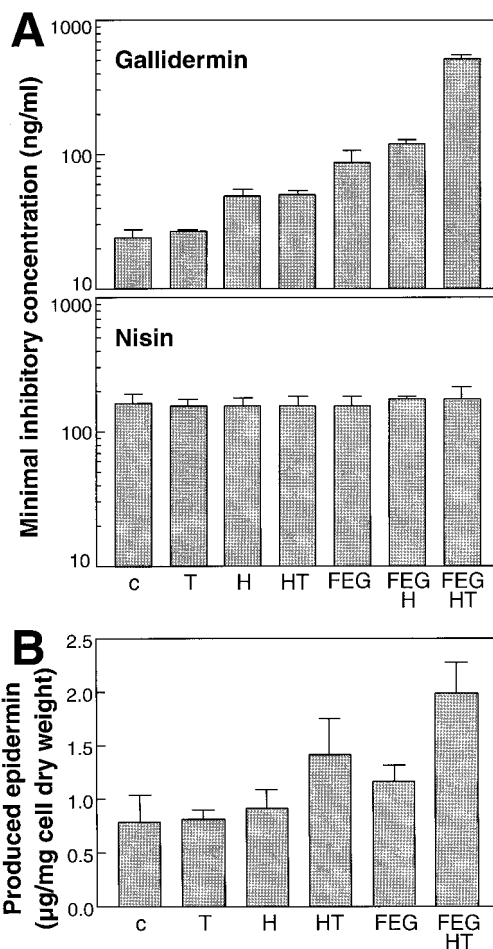 A
Minimal inhibitory concentration (ng/ml)
1000
Gallidermin
100
10
1000
Nisin
100
10
c T H HT FEG FEG FEG
H HT
B
Produced epidermin
(µg/mg cell dry weight)
2.5
2.0
1.5
1.0
0.5
0.0
c T H HT FEG FEG
HT